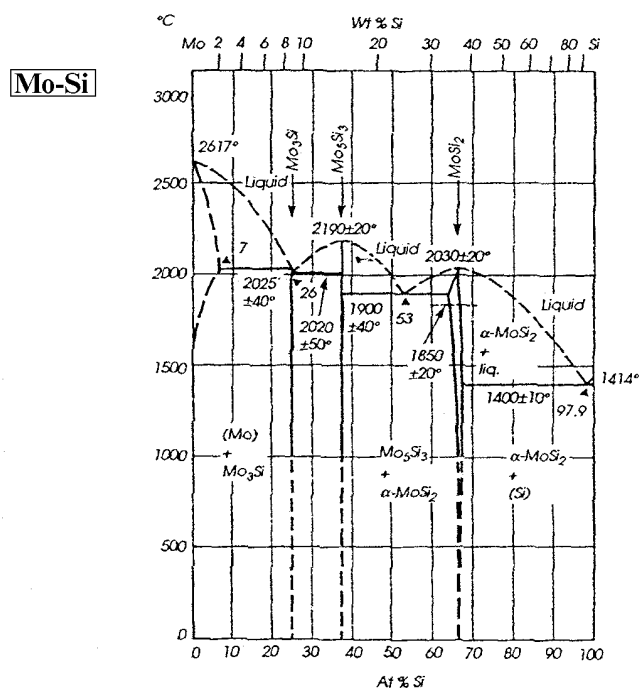 °C
Wt % Si
Mo 2 4 6 8 10 20 30 40 60 80 Si
Mo-Si
3000
2500
2000
1500
1000
500
0
Mo₃Si
Mo₅Si₃
MoSi₂
2617°
Liquid
2190±20°
Liquid
2030±20°
7
2025
±40°
26
2020
±50°
1900
±40°
53
1850
±20°
Liquid
α-MoSi₂
+
liq.
1414°
1400±10°
97.9
(Mo)
+
Mo₃Si
Mo₅Si₃
+
α-MoSi₂
α-MoSi₂
+
(Si)
0 10 20 30 40 50 60 70 80 90 100
At % Si